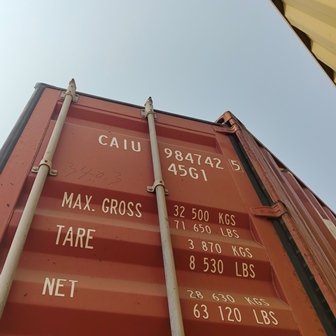 CAIU 984742 5
45G1
MAX. GROSS 32 500 KGS
71 650 LBS
TARE 3 870 KGS
8 530 LBS
NET 28 630 KGS
63 120 LBS